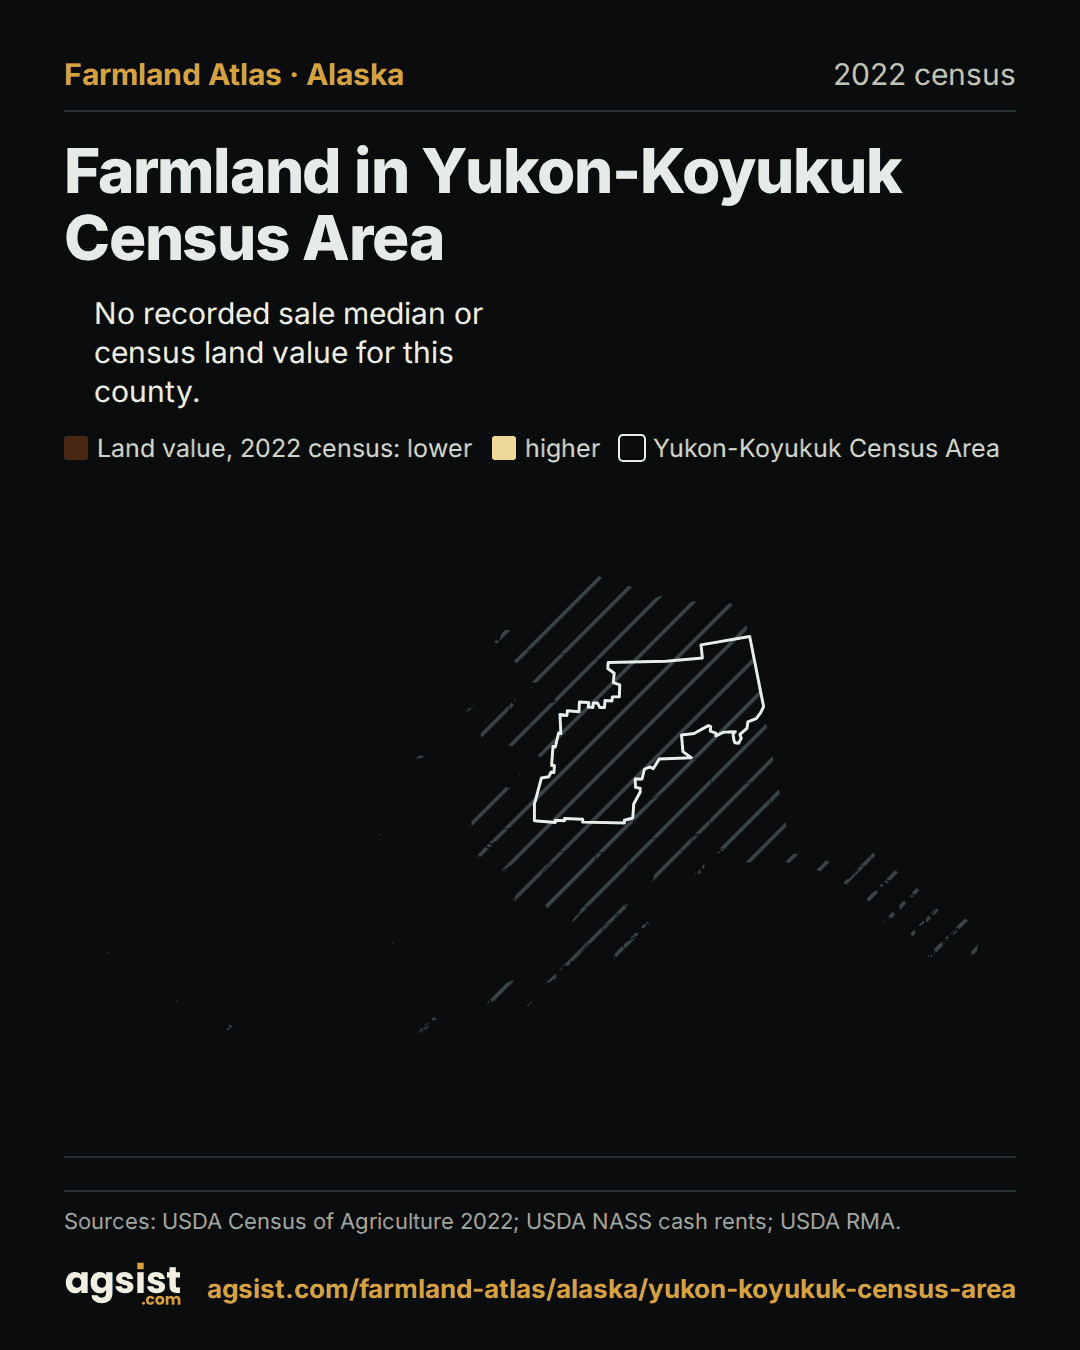 Farmland Atlas · Alaska
2022 census
Farmland in Yukon-Koyukuk
Census Area
No recorded sale median or
census land value for this
county.
Land value, 2022 census: lower
higher
Yukon-Koyukuk Census Area
Sources: USDA Census of Agriculture 2022; USDA NASS cash rents; USDA RMA.
agsist
.com
agsist.com/farmland-atlas/alaska/yukon-koyukuk-census-area